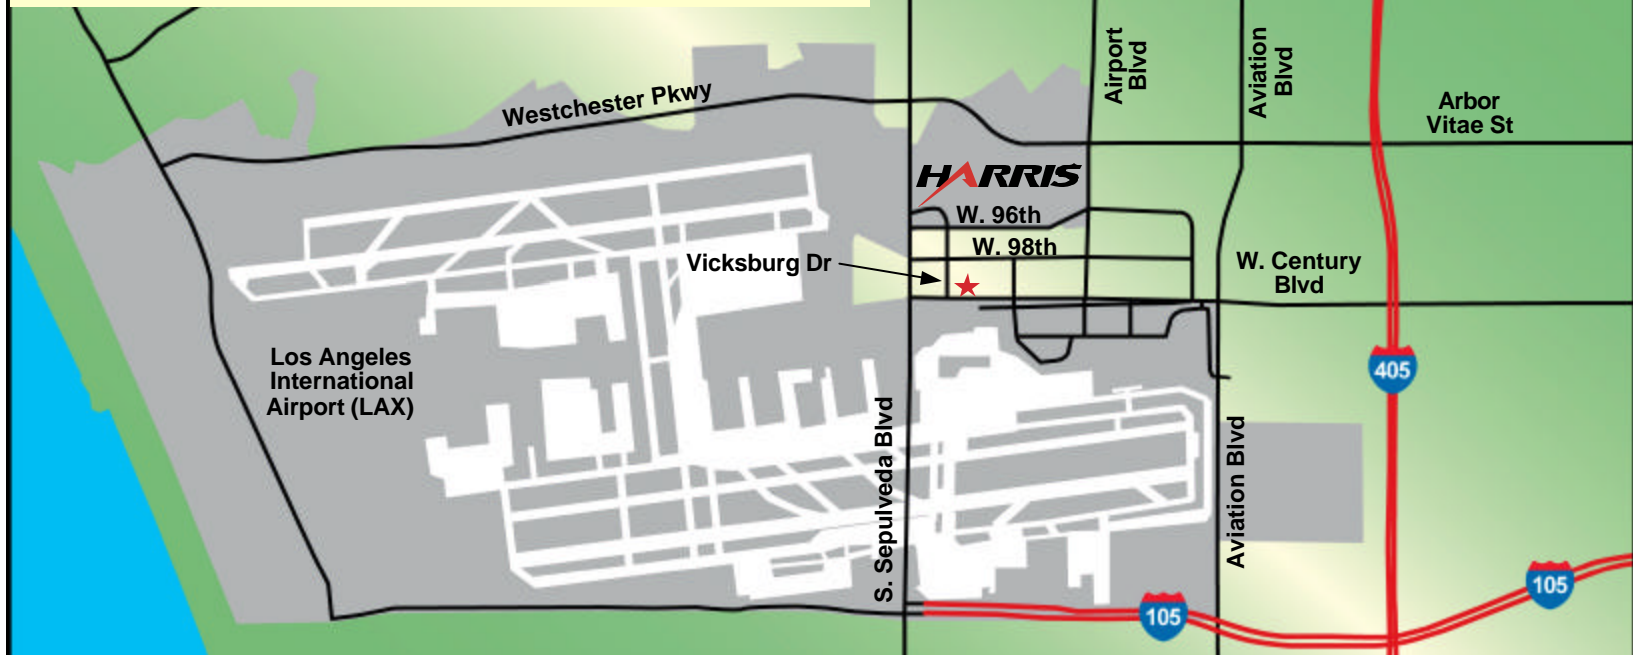 Airport
Blvd
Aviation
Blvd
Westchester Pkwy
Arbor
Vitae St
HARRIS
W. 96th
W. 98th
Vicksburg Dr
W. Century
Blvd
Los Angeles
International
Airport (LAX)
405
S. Sepulveda Blvd
Aviation Blvd
105
105